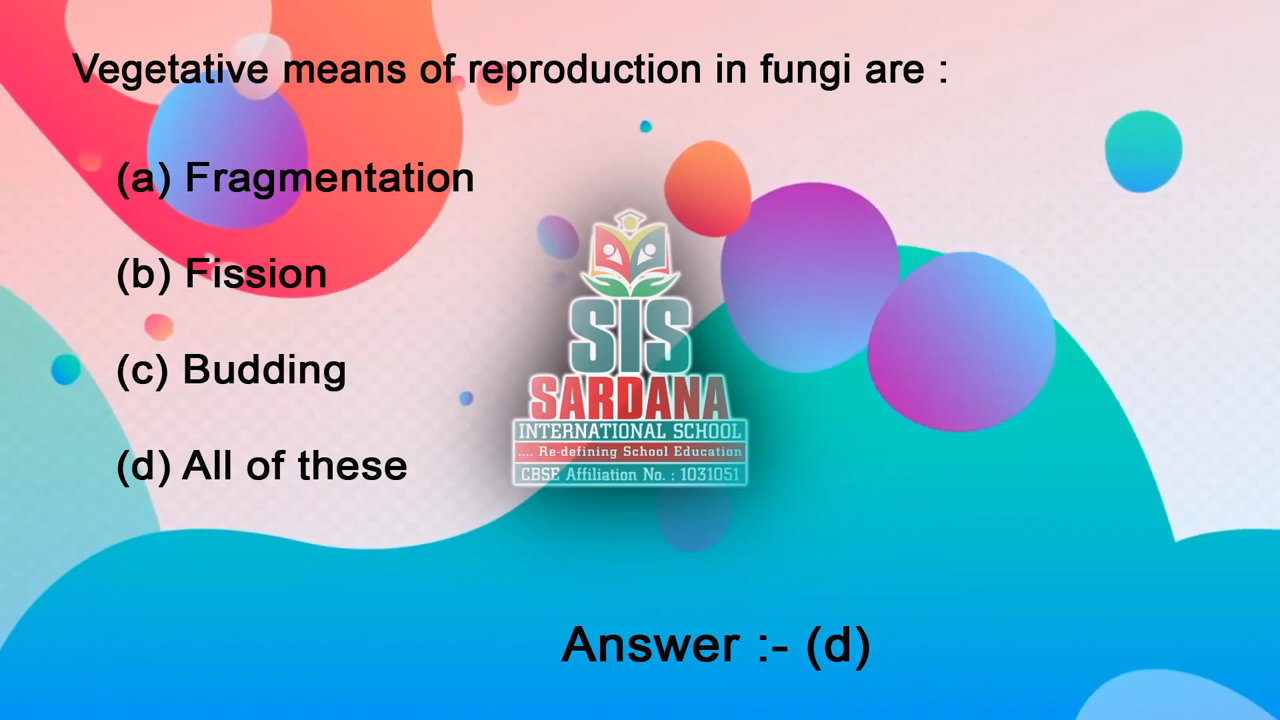 Vegetative means of reproduction in fungi are :
(a) Fragmentation
(b) Fission
(c) Budding
(d) All of these
SIS
SARDANA
INTERNATIONAL SCHOOL
.... Re-defining School Education
CBSE Affiliation No. : 1031051
Answer :- (d)